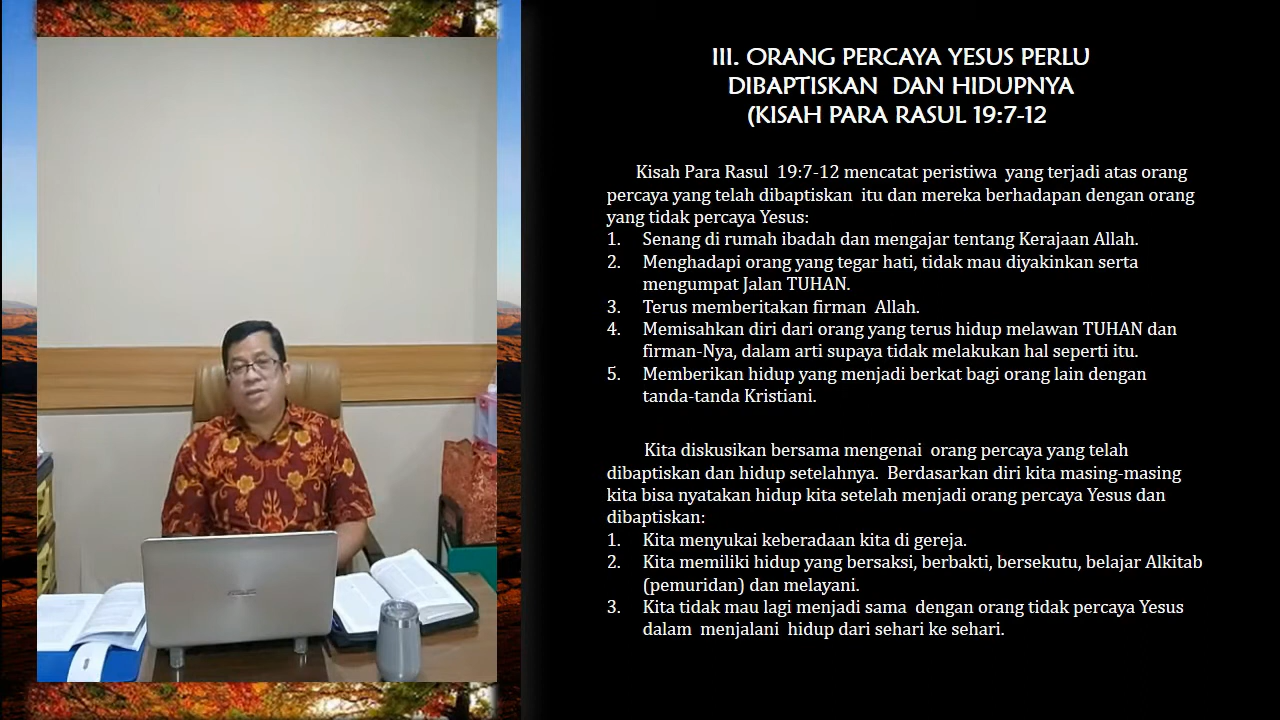 III. ORANG PERCAYA YESUS PERLU
DIBAPTISKAN DAN HIDUPNYA
(KISAH PARA RASUL 19:7-12
Kisah Para Rasul 19:7-12 mencatat peristiwa yang terjadi atas orang
percaya yang telah dibaptiskan itu dan mereka berhadapan dengan orang
yang tidak percaya Yesus:
1. Senang di rumah ibadah dan mengajar tentang Kerajaan Allah.
2. Menghadapi orang yang tegar hati, tidak mau diyakinkan serta
mengumpat Jalan TUHAN.
3. Terus memberitakan firman Allah.
4. Memisahkan diri dari orang yang terus hidup melawan TUHAN dan
firman-Nya, dalam arti supaya tidak melakukan hal seperti itu.
5. Memberikan hidup yang menjadi berkat bagi orang lain dengan
tanda-tanda Kristiani.
Kita diskusikan bersama mengenai orang percaya yang telah
dibaptiskan dan hidup setelahnya. Berdasarkan diri kita masing-masing
kita bisa nyatakan hidup kita setelah menjadi orang percaya Yesus dan
dibaptiskan:
1. Kita menyukai keberadaan kita di gereja.
2. Kita memiliki hidup yang bersaksi, berbakti, bersekutu, belajar Alkitab
(pemuridan) dan melayani.
3. Kita tidak mau lagi menjadi sama dengan orang tidak percaya Yesus
dalam menjalani hidup dari sehari ke sehari.